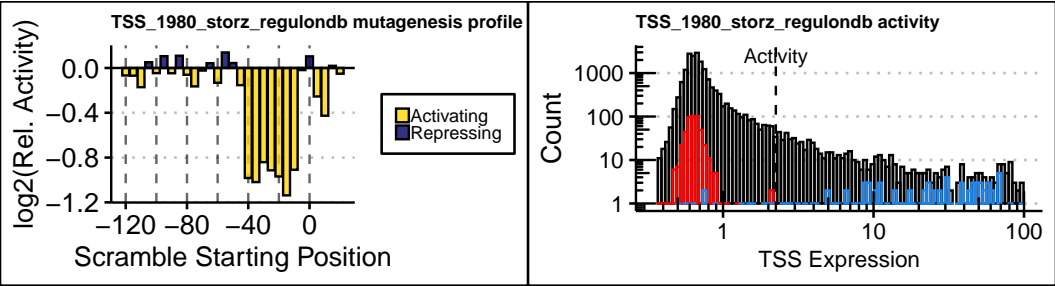 TSS_1980_storz_regulondb mutagenesis profile
log2(Rel. Activity)
0.0
−0.4
−0.8
−1.2
−120 −80 −40 0
Scramble Starting Position
Activating
Repressing
TSS_1980_storz_regulondb activity
Activity
Count
1000
100
10
1
1 10 100
TSS Expression